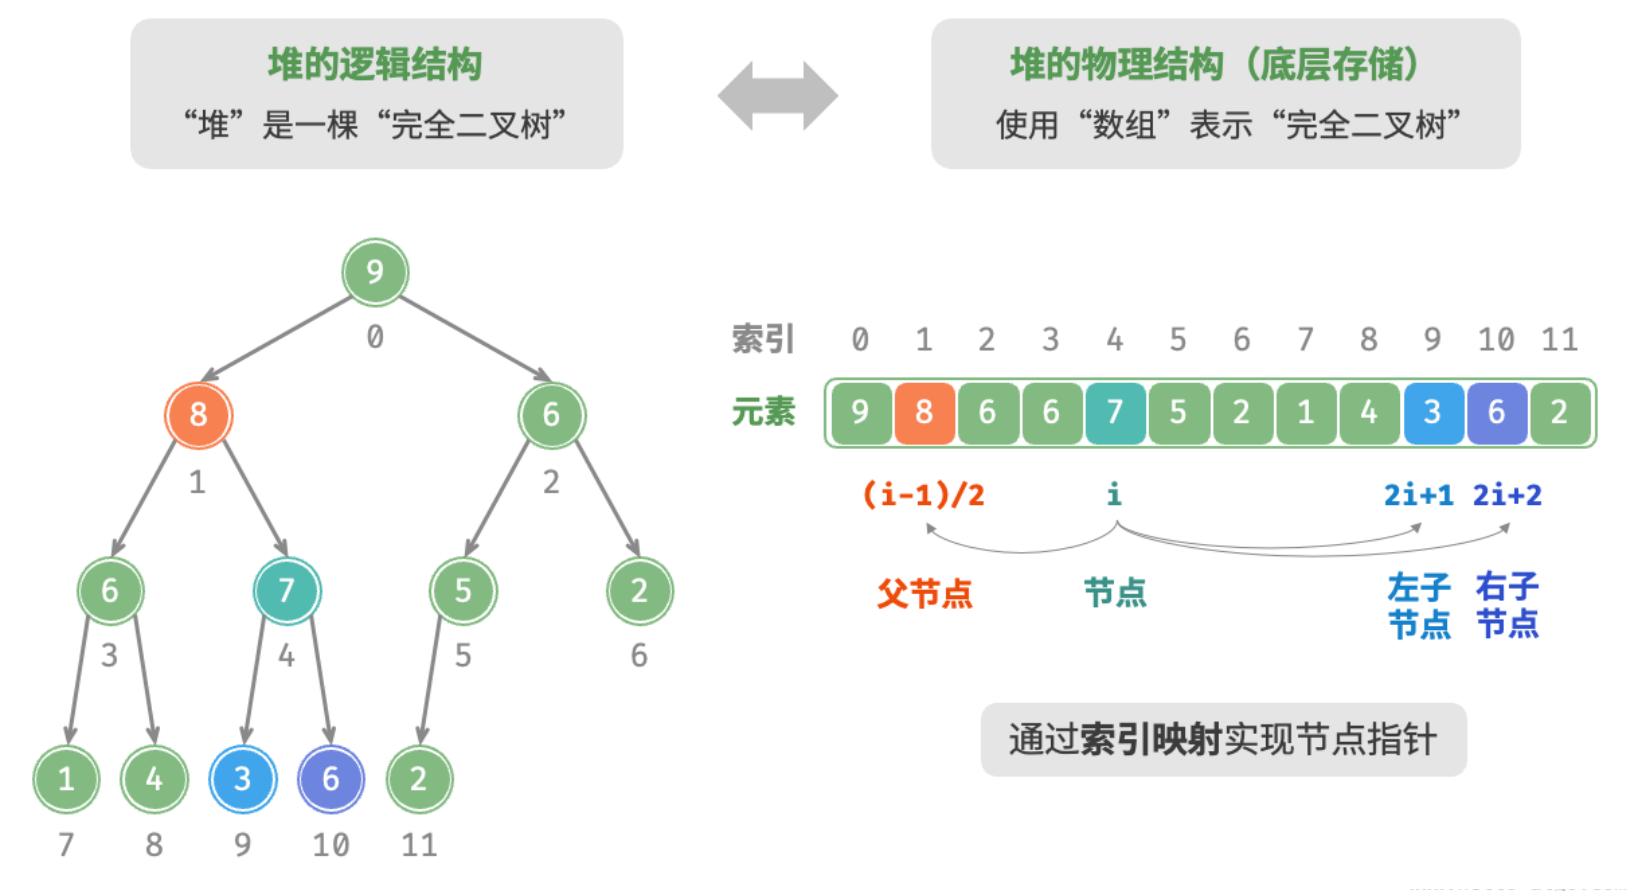 堆的逻辑结构
“堆”是一棵“完全二叉树”
堆的物理结构（底层存储）
使用“数组”表示“完全二叉树”
9
0
8
6
1
2
6
7
5
2
3
4
5
6
1
4
3
6
2
7
8
9
10
11
索引 0 1 2 3 4 5 6 7 8 9 10 11
元素 9 8 6 6 7 5 2 1 4 3 6 2
(i-1)/2 i 2i+1 2i+2
父节点
节点
左子
节点
右子
节点
通过索引映射实现节点指针